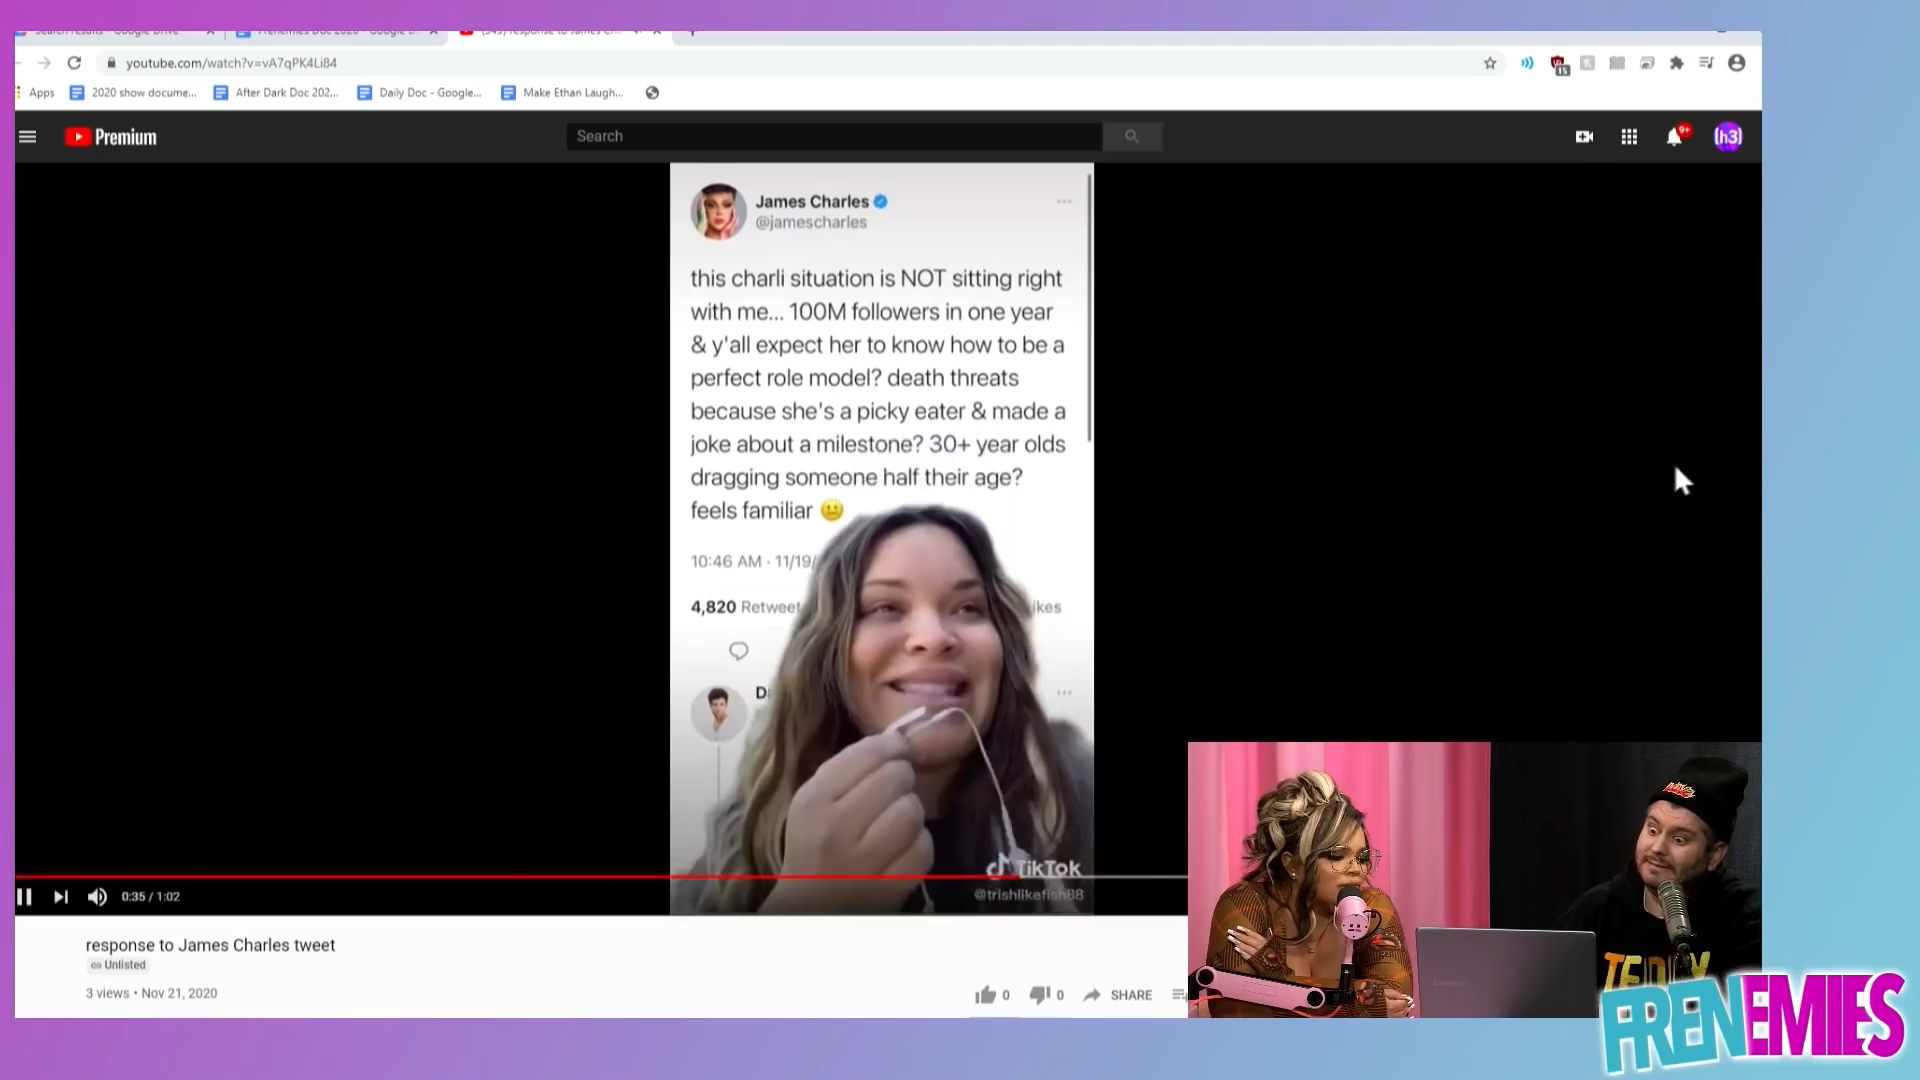 youtube.com/watch?v=vA7qPK4Li84
15
Apps
2020 show docume...
After Dark Doc 202...
Daily Doc - Google...
Make Ethan Laugh...
Premium
Search
9+
(h3)
James Charles
@jamescharles
this charli situation is NOT sitting right
with me... 100M followers in one year
& y'all expect her to know how to be a
perfect role model? death threats
because she's a picky eater & made a
joke about a milestone? 30+ year olds
dragging someone half their age?
feels familiar 😐
10:46 AM · 11/19/
4,820 Retweet
ikes
D
TikTok
@trishlikefish88
0:35 / 1:02
response to James Charles tweet
Unlisted
3 views • Nov 21, 2020
0
0
SHARE
FRENEMIES